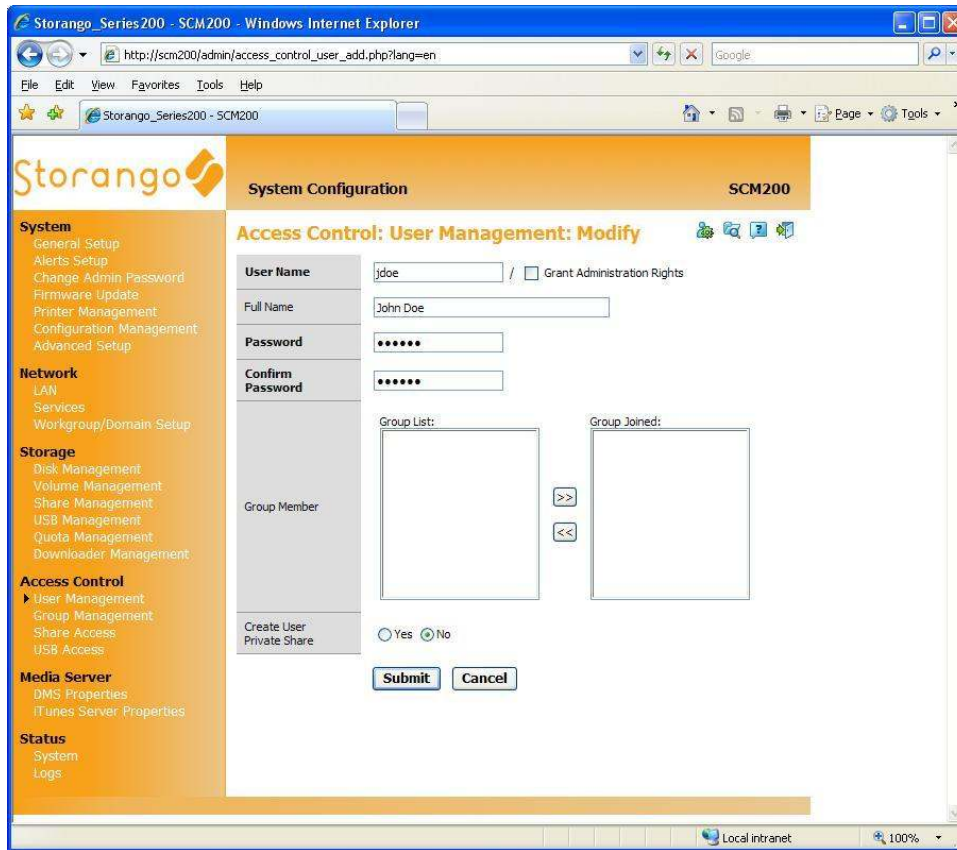 Storango_Series200 - SCM200 - Windows Internet Explorer
http://scm200/admin/access_control_user_add.php?lang=en
Google
File Edit View Favorites Tools Help
Storango_Series200 - SCM200
Page Tools
Storango
System Configuration
SCM200
System
General Setup
Alerts Setup
Change Admin Password
Firmware Update
Printer Management
Configuration Management
Advanced Setup
Network
LAN
Services
Workgroup/Domain Setup
Storage
Disk Management
Volume Management
Share Management
USB Management
Quota Management
Downloader Management
Access Control
User Management
Group Management
Share Access
USB Access
Media Server
DMS Properties
iTunes Server Properties
Status
System
Logs
Access Control: User Management: Modify
User Name
jdoe
/ Grant Administration Rights
Full Name
John Doe
Password
••••••
Confirm
Password
••••••
Group Member
Group List:
Group Joined:
>>
<<
Create User
Private Share
Yes No
Submit Cancel
Local intranet
100%